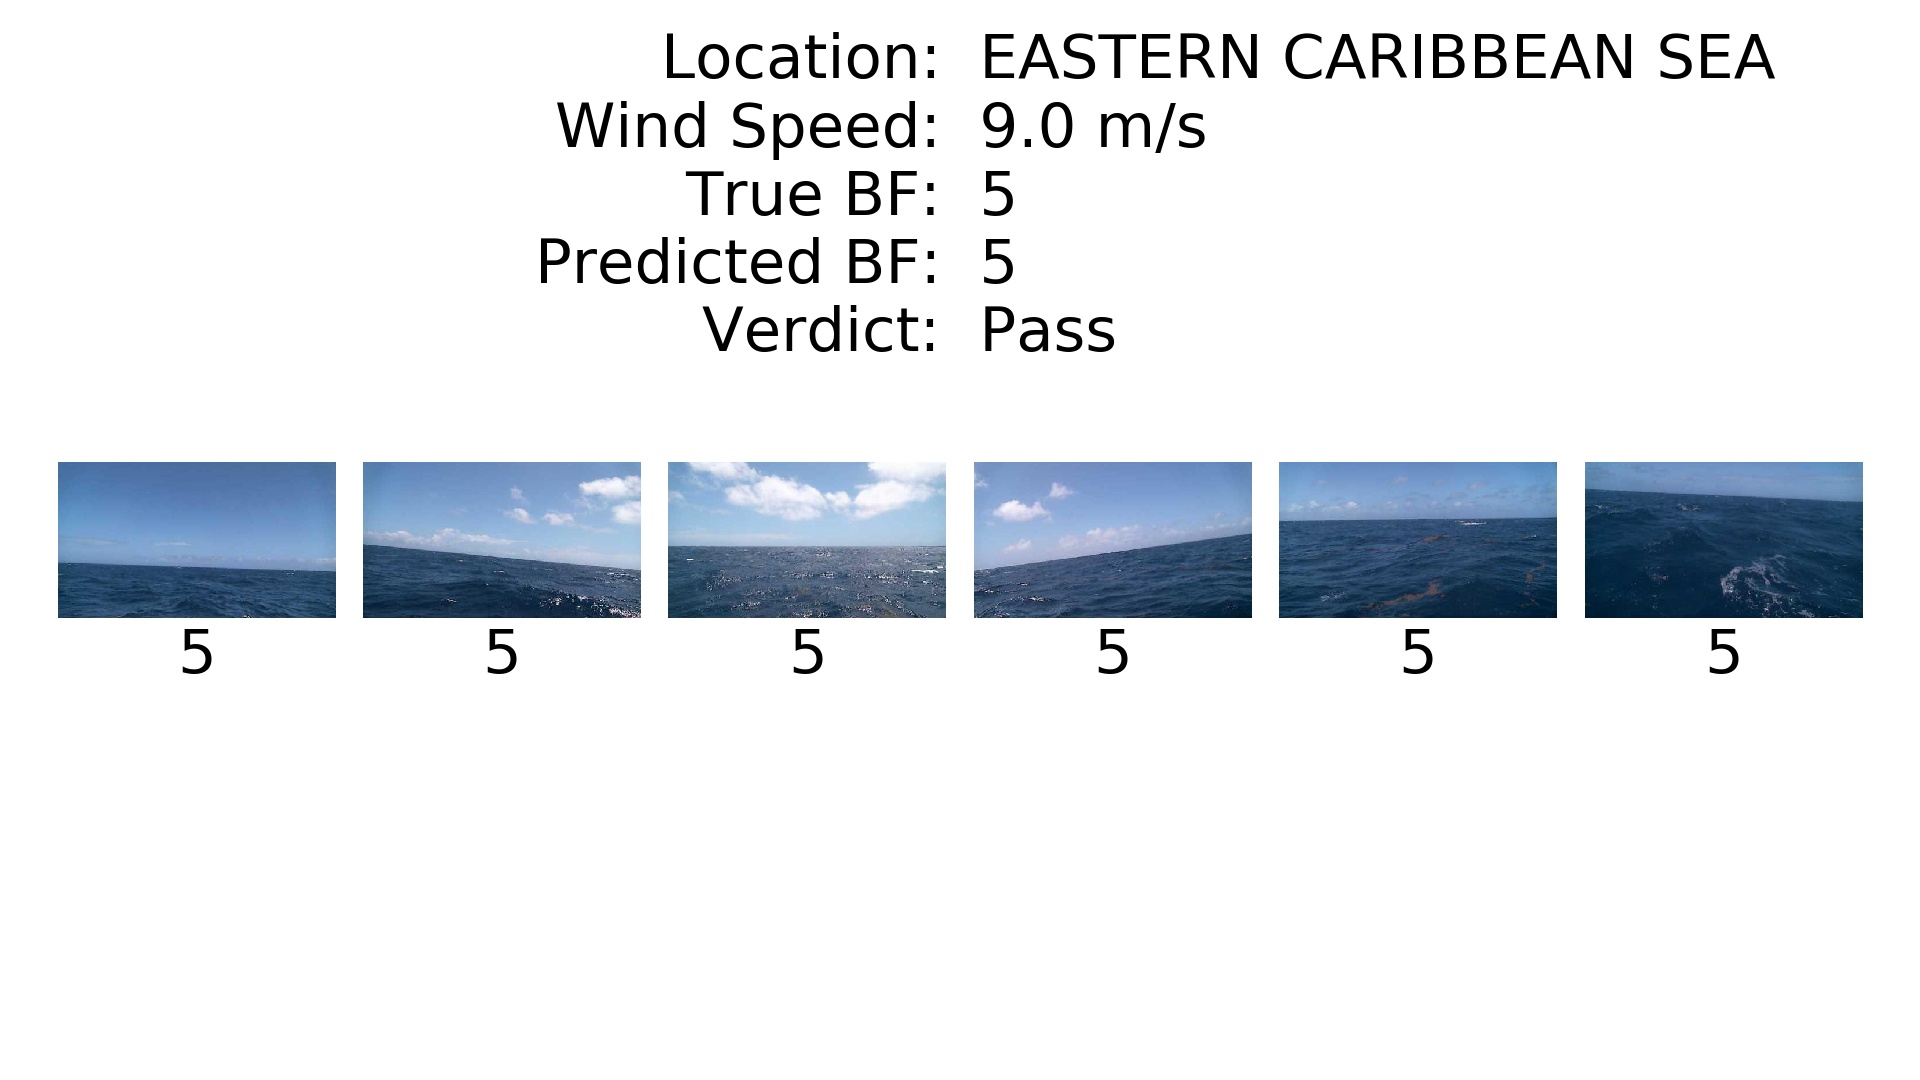 Location: EASTERN CARIBBEAN SEA
Wind Speed: 9.0 m/s
True BF: 5
Predicted BF: 5
Verdict: Pass
5 5 5 5 5 5